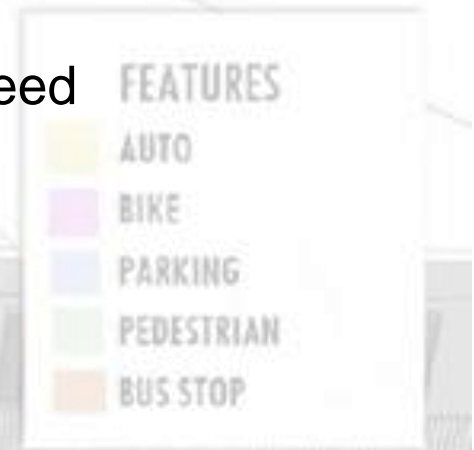 eed
FEATURES
AUTO
BIKE
PARKING
PEDESTRIAN
BUS STOP